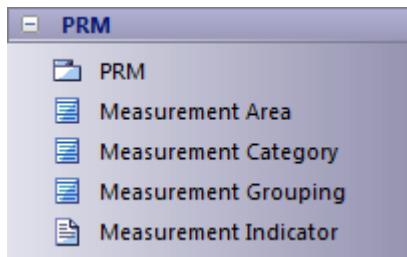 PRM
PRM
Measurement Area
Measurement Category
Measurement Grouping
Measurement Indicator